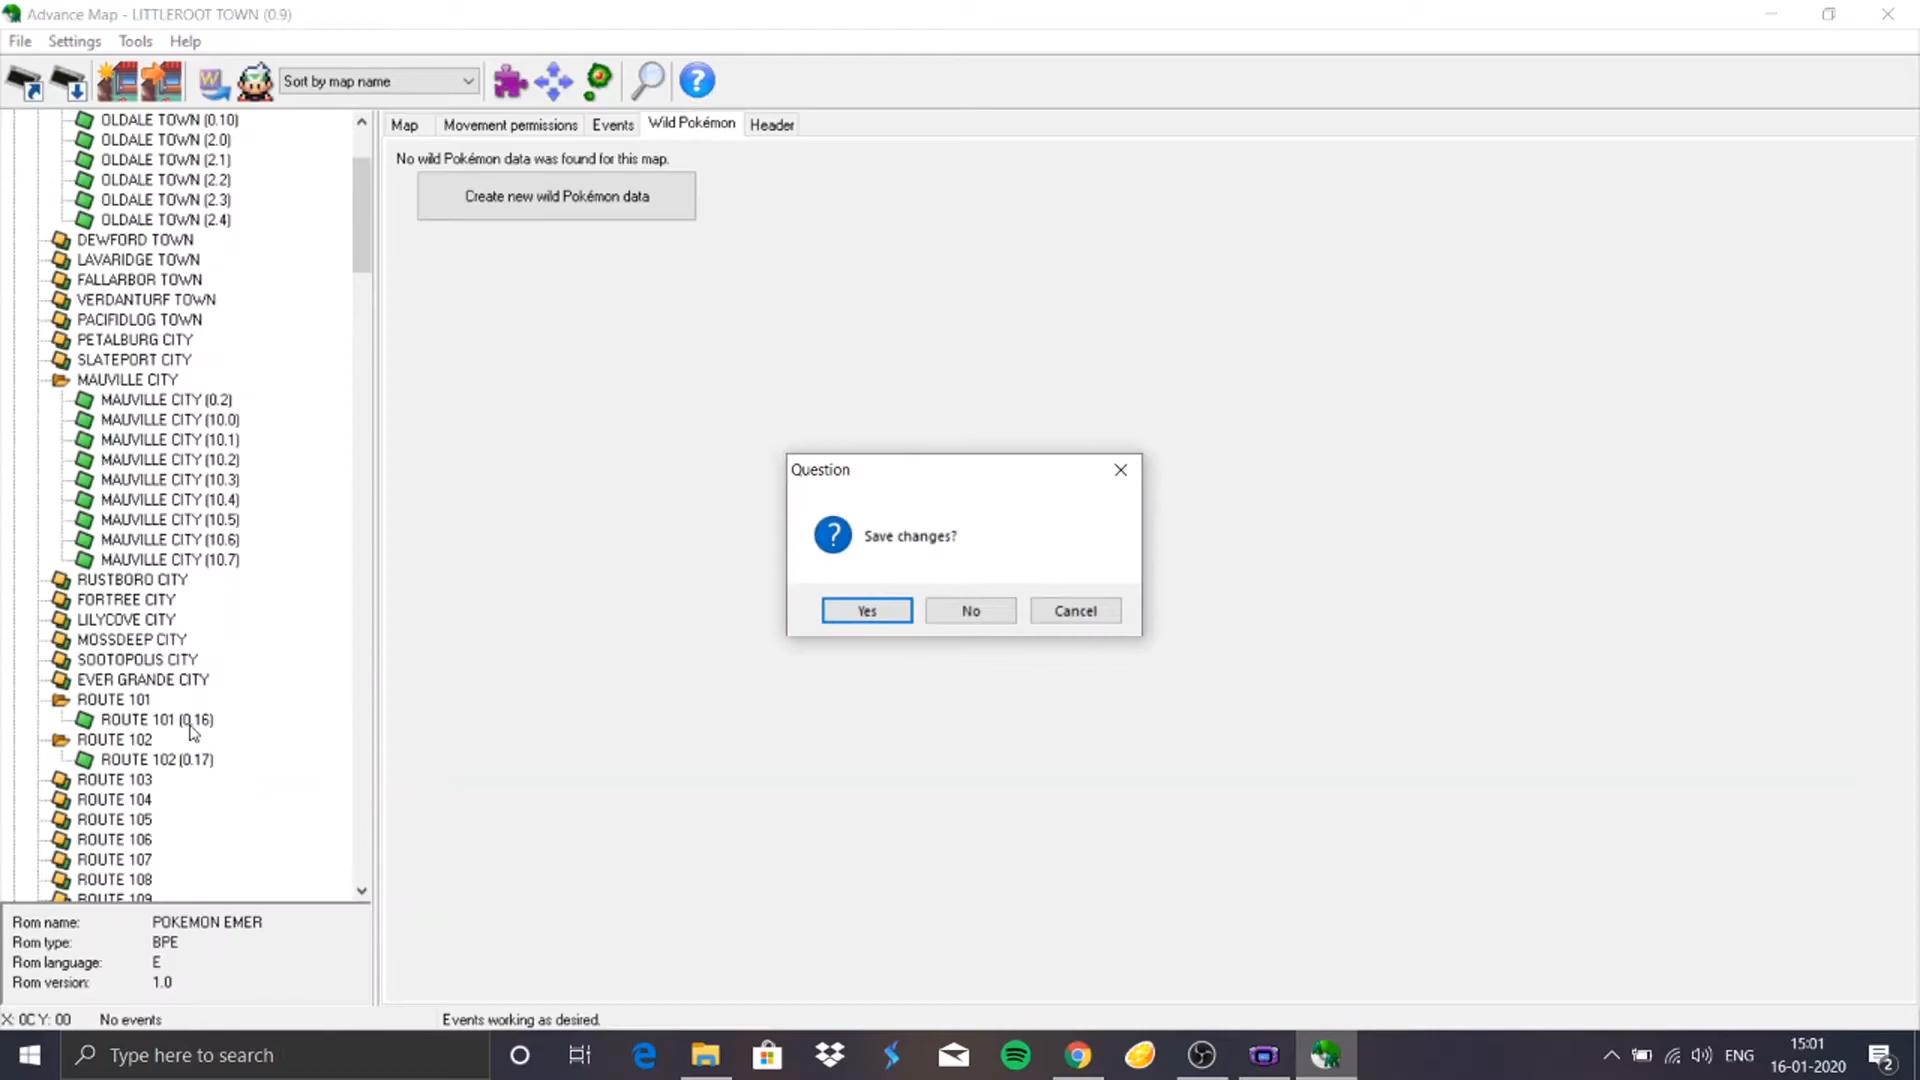 Advance Map - LITTLEROOT TOWN (0.9)
File Settings Tools Help
Sort by map name
OLDALE TOWN (0.10)
OLDALE TOWN (2.0)
OLDALE TOWN (2.1)
OLDALE TOWN (2.2)
OLDALE TOWN (2.3)
OLDALE TOWN (2.4)
DEWFORD TOWN
LAVARIDGE TOWN
FALLARBOR TOWN
VERDANTURF TOWN
PACIFIDLOG TOWN
PETALBURG CITY
SLATEPORT CITY
MAUVILLE CITY
MAUVILLE CITY (0.2)
MAUVILLE CITY (10.0)
MAUVILLE CITY (10.1)
MAUVILLE CITY (10.2)
MAUVILLE CITY (10.3)
MAUVILLE CITY (10.4)
MAUVILLE CITY (10.5)
MAUVILLE CITY (10.6)
MAUVILLE CITY (10.7)
RUSTBORO CITY
FORTREE CITY
LILYCOVE CITY
MOSSDEEP CITY
SOOTOPOLIS CITY
EVER GRANDE CITY
ROUTE 101
ROUTE 101 (0.16)
ROUTE 102
ROUTE 102 (0.17)
ROUTE 103
ROUTE 104
ROUTE 105
ROUTE 106
ROUTE 107
ROUTE 108
ROUTE 109
Rom name: POKEMON EMER
Rom type: BPE
Rom language: E
Rom version: 1.0
Map Movement permissions Events Wild Pokémon Header
No wild Pokémon data was found for this map.
Create new wild Pokémon data
Question
Save changes?
Yes No Cancel
X: 0C Y: 00 No events Events working as desired.
Type here to search
ENG
15:01
16-01-2020
2